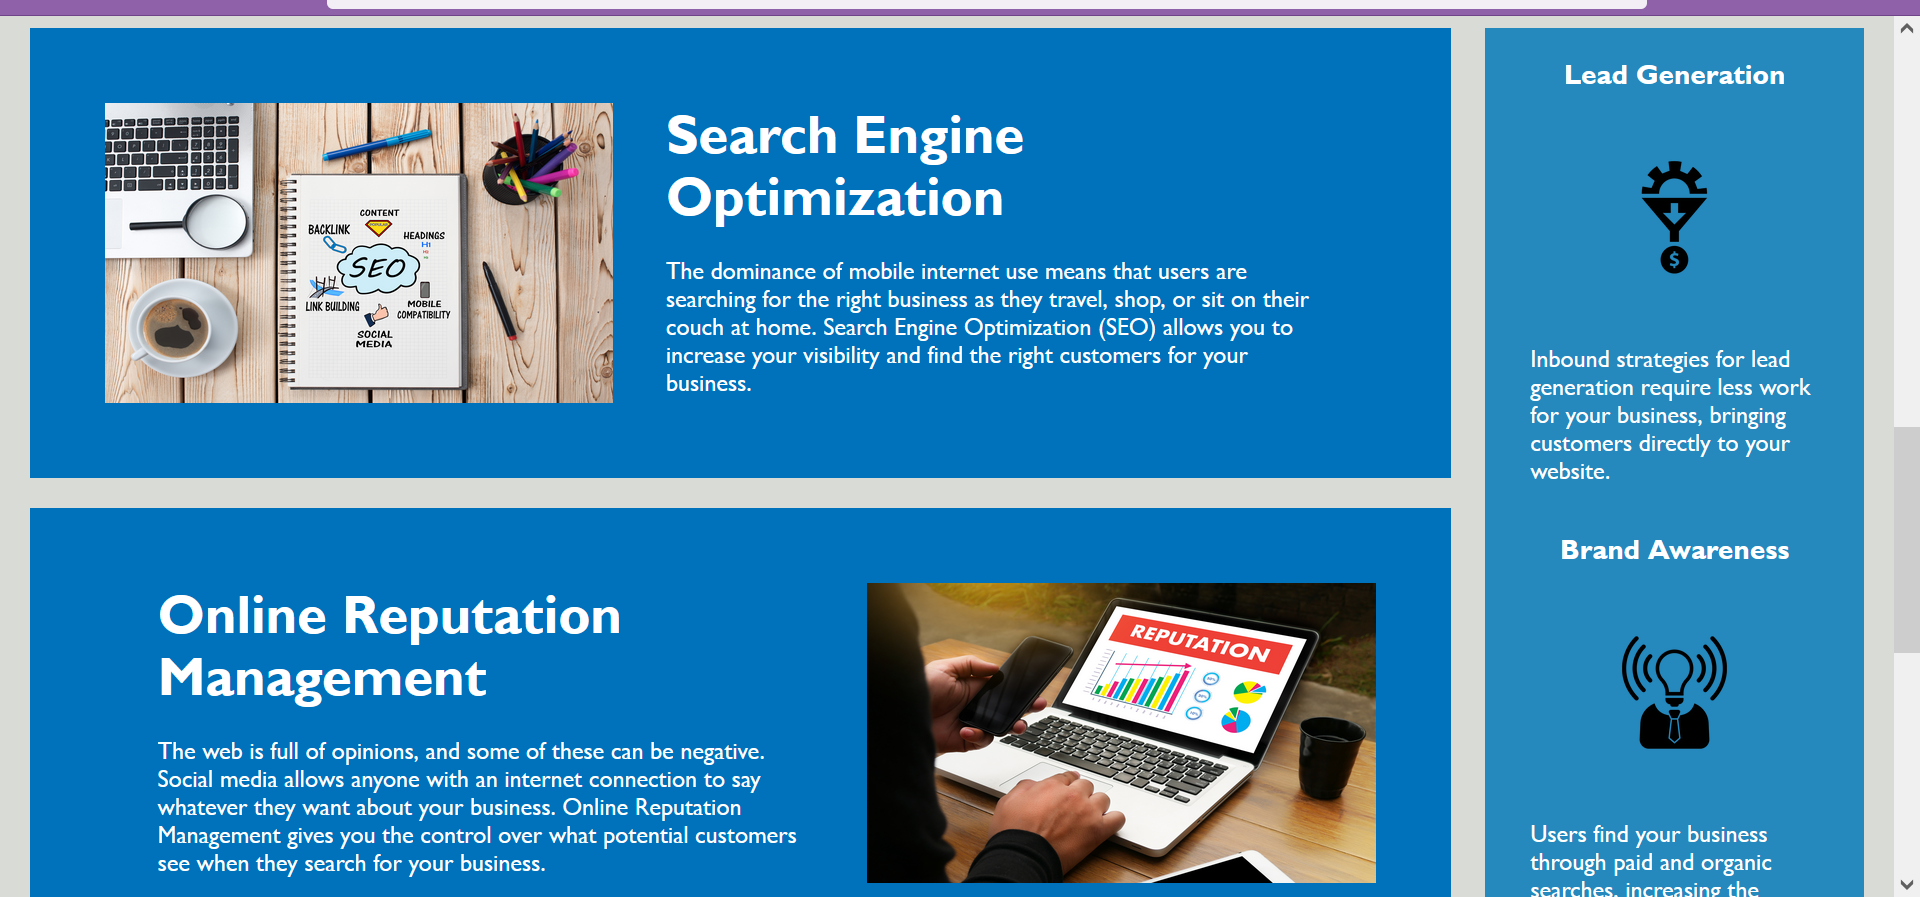 CONTENT
BACKLINK
HEADINGS
H1
SEO
LINK BUILDING
MOBILE
COMPATIBILITY
SOCIAL
MEDIA
Search Engine
Optimization
The dominance of mobile internet use means that users are
searching for the right business as they travel, shop, or sit on their
couch at home. Search Engine Optimization (SEO) allows you to
increase your visibility and find the right customers for your
business.
Online Reputation
Management
The web is full of opinions, and some of these can be negative.
Social media allows anyone with an internet connection to say
whatever they want about your business. Online Reputation
Management gives you the control over what potential customers
see when they search for your business.
REPUTATION
Lead Generation
$
Inbound strategies for lead
generation require less work
for your business, bringing
customers directly to your
website.
Brand Awareness
Users find your business
through paid and organic
searches, increasing the